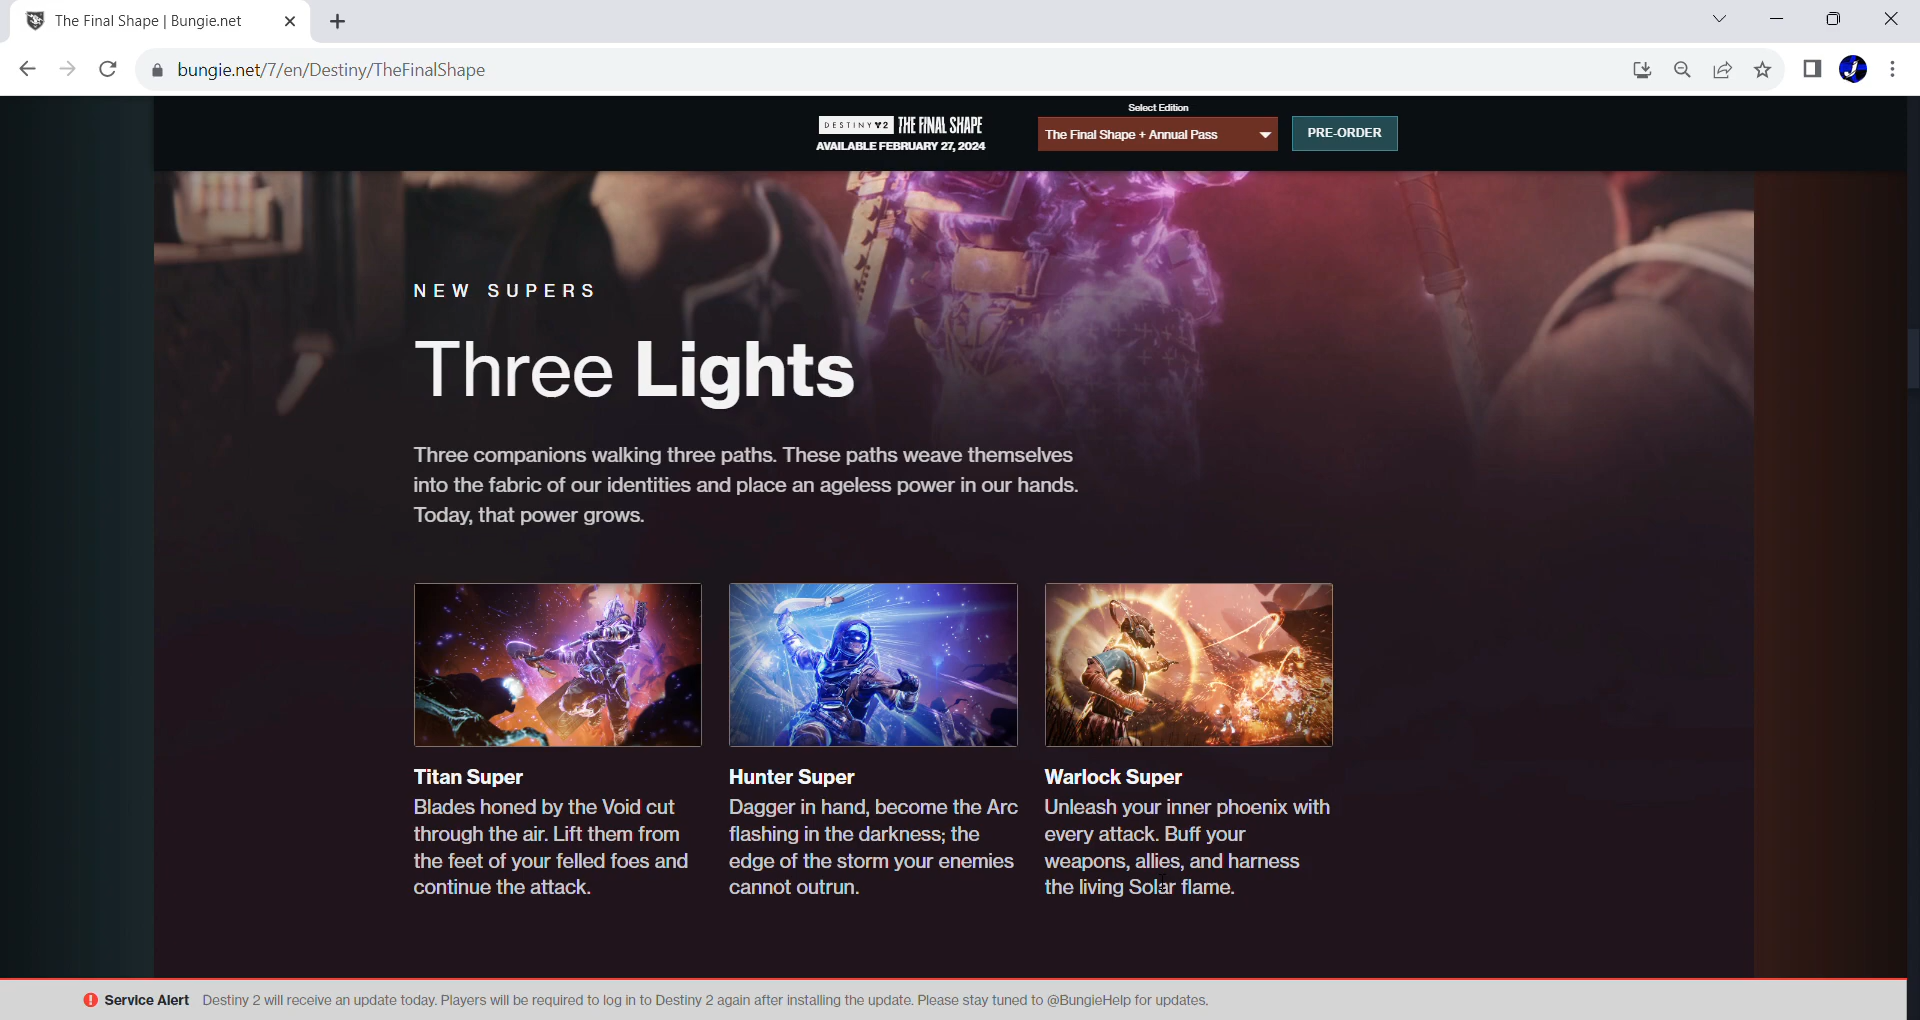 The Final Shape | Bungie.net
bungie.net/7/en/Destiny/TheFinalShape
Select Edition
DESTINY 2 THE FINAL SHAPE
AVAILABLE FEBRUARY 27, 2024
The Final Shape + Annual Pass
PRE-ORDER
NEW SUPERS
Three Lights
Three companions walking three paths. These paths weave themselves
into the fabric of our identities and place an ageless power in our hands.
Today, that power grows.
Titan Super
Blades honed by the Void cut
through the air. Lift them from
the feet of your felled foes and
continue the attack.
Hunter Super
Dagger in hand, become the Arc
flashing in the darkness; the
edge of the storm your enemies
cannot outrun.
Warlock Super
Unleash your inner phoenix with
every attack. Buff your
weapons, allies, and harness
the living Solar flame.
Service Alert Destiny 2 will receive an update today. Players will be required to log in to Destiny 2 again after installing the update. Please stay tuned to @BungieHelp for updates.